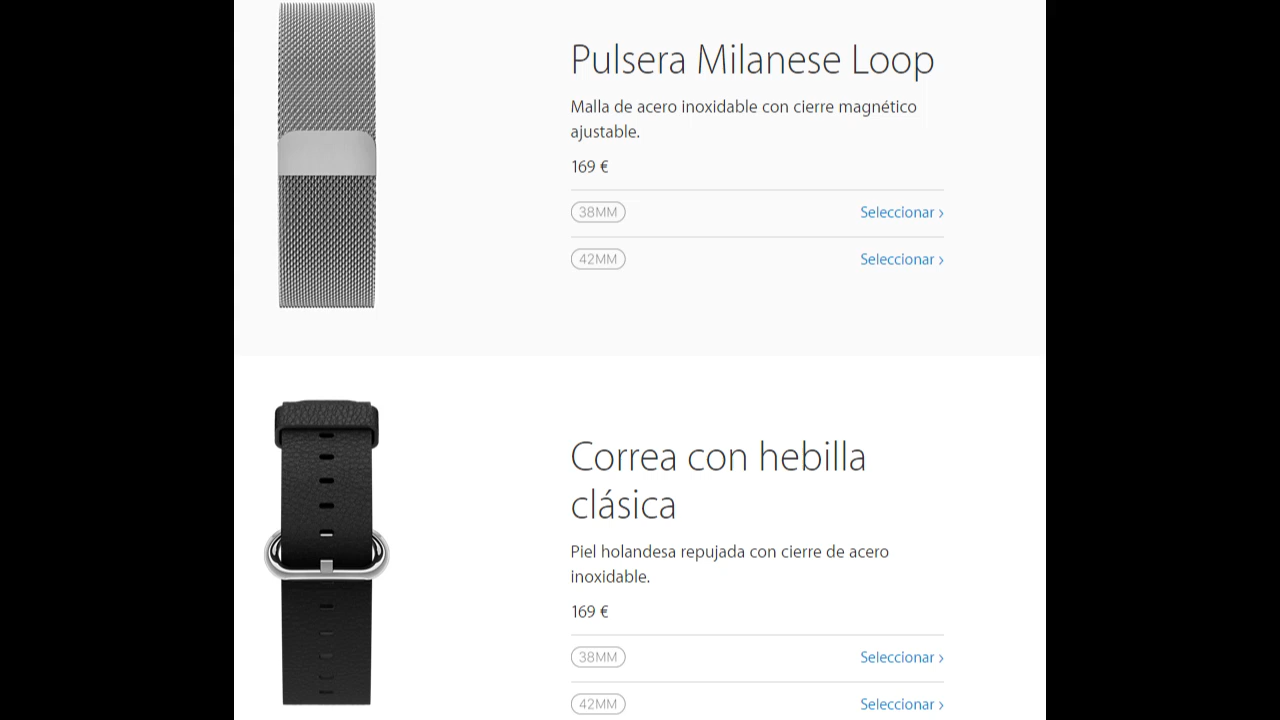 Pulsera Milanese Loop
Malla de acero inoxidable con cierre magnético
ajustable.
169 €
38MM Seleccionar ›
42MM Seleccionar ›
Correa con hebilla
clásica
Piel holandesa repujada con cierre de acero
inoxidable.
169 €
38MM Seleccionar ›
42MM Seleccionar ›